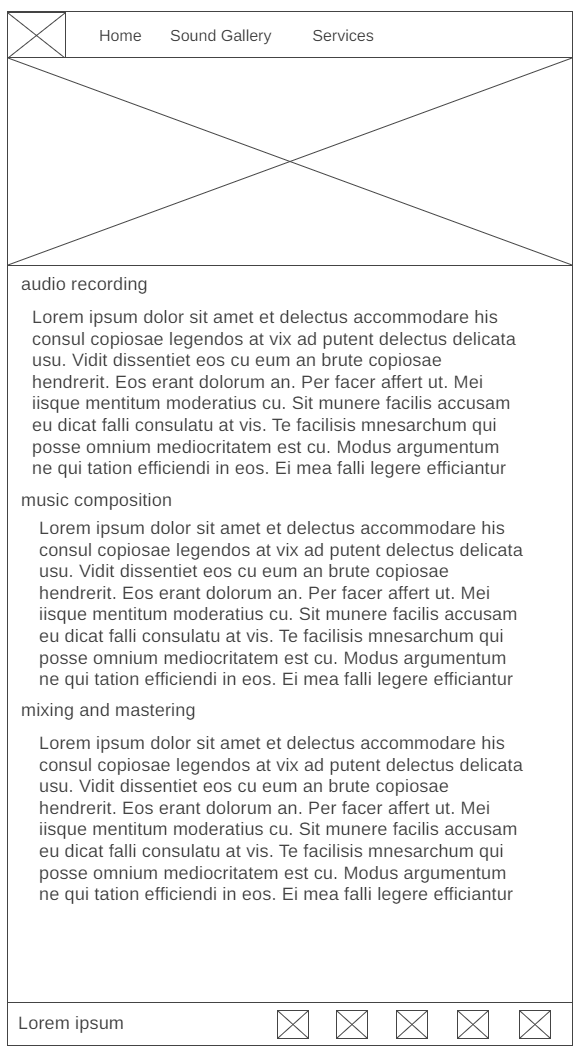 Home Sound Gallery Services
audio recording
Lorem ipsum dolor sit amet et delectus accommodare his
consul copiosae legendos at vix ad putent delectus delicata
usu. Vidit dissentiet eos cu eum an brute copiosae
hendrerit. Eos erant dolorum an. Per facer affert ut. Mei
iisque mentitum moderatius cu. Sit munere facilis accusam
eu dicat falli consulatu at vis. Te facilisis mnesarchum qui
posse omnium mediocritatem est cu. Modus argumentum
ne qui tation efficiendi in eos. Ei mea falli legere efficiantur
music composition
Lorem ipsum dolor sit amet et delectus accommodare his
consul copiosae legendos at vix ad putent delectus delicata
usu. Vidit dissentiet eos cu eum an brute copiosae
hendrerit. Eos erant dolorum an. Per facer affert ut. Mei
iisque mentitum moderatius cu. Sit munere facilis accusam
eu dicat falli consulatu at vis. Te facilisis mnesarchum qui
posse omnium mediocritatem est cu. Modus argumentum
ne qui tation efficiendi in eos. Ei mea falli legere efficiantur
mixing and mastering
Lorem ipsum dolor sit amet et delectus accommodare his
consul copiosae legendos at vix ad putent delectus delicata
usu. Vidit dissentiet eos cu eum an brute copiosae
hendrerit. Eos erant dolorum an. Per facer affert ut. Mei
iisque mentitum moderatius cu. Sit munere facilis accusam
eu dicat falli consulatu at vis. Te facilisis mnesarchum qui
posse omnium mediocritatem est cu. Modus argumentum
ne qui tation efficiendi in eos. Ei mea falli legere efficiantur
Lorem ipsum